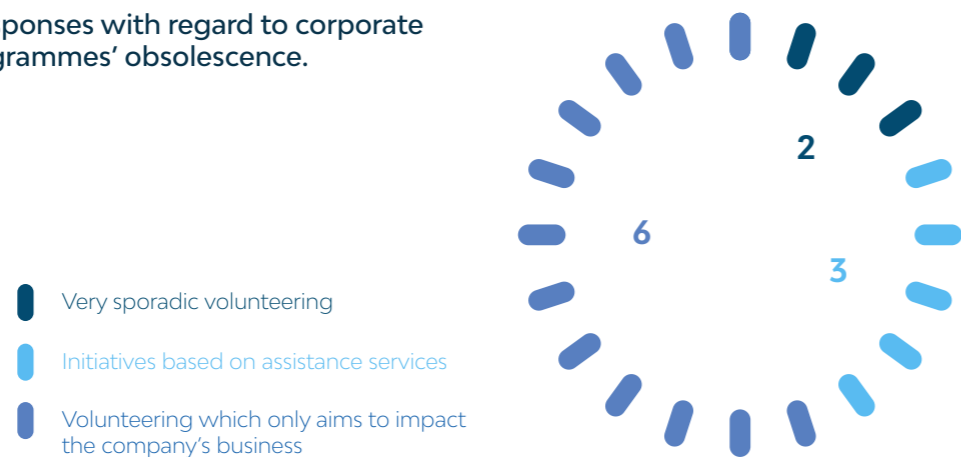 sponses with regard to corporate
grammes' obsolescence.
2
6
3
Very sporadic volunteering
Initiatives based on assistance services
Volunteering which only aims to impact
the company's business